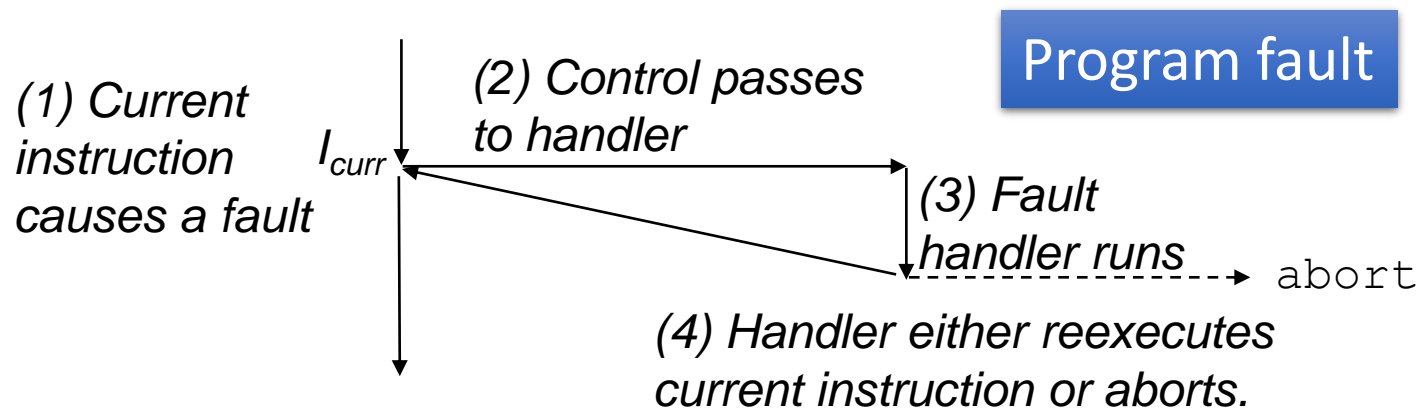 Program fault
(1) Current
instruction
causes a fault
I_curr
(2) Control passes
to handler
(3) Fault
handler runs
abort
(4) Handler either reexecutes
current instruction or aborts.